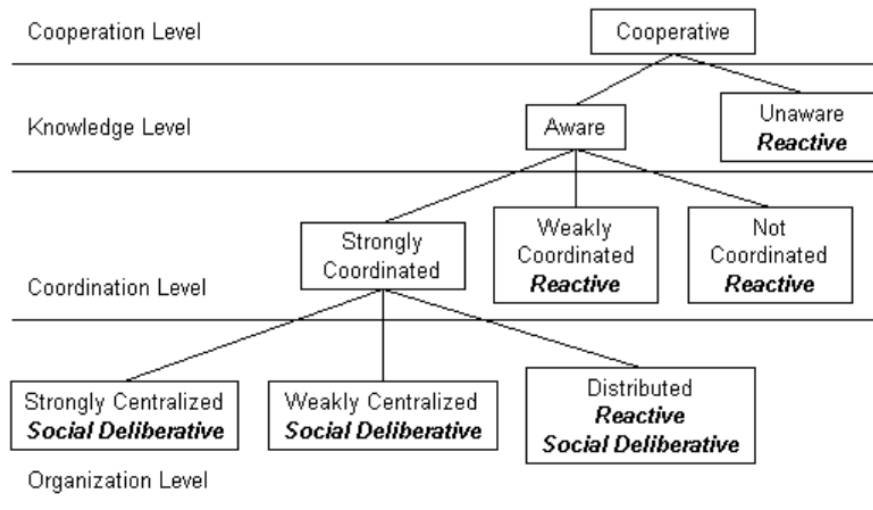 Cooperation Level
Cooperative
Knowledge Level
Aware
Unaware
Reactive
Coordination Level
Strongly
Coordinated
Weakly
Coordinated
Reactive
Not
Coordinated
Reactive
Strongly Centralized
Social Deliberative
Weakly Centralized
Social Deliberative
Distributed
Reactive
Social Deliberative
Organization Level